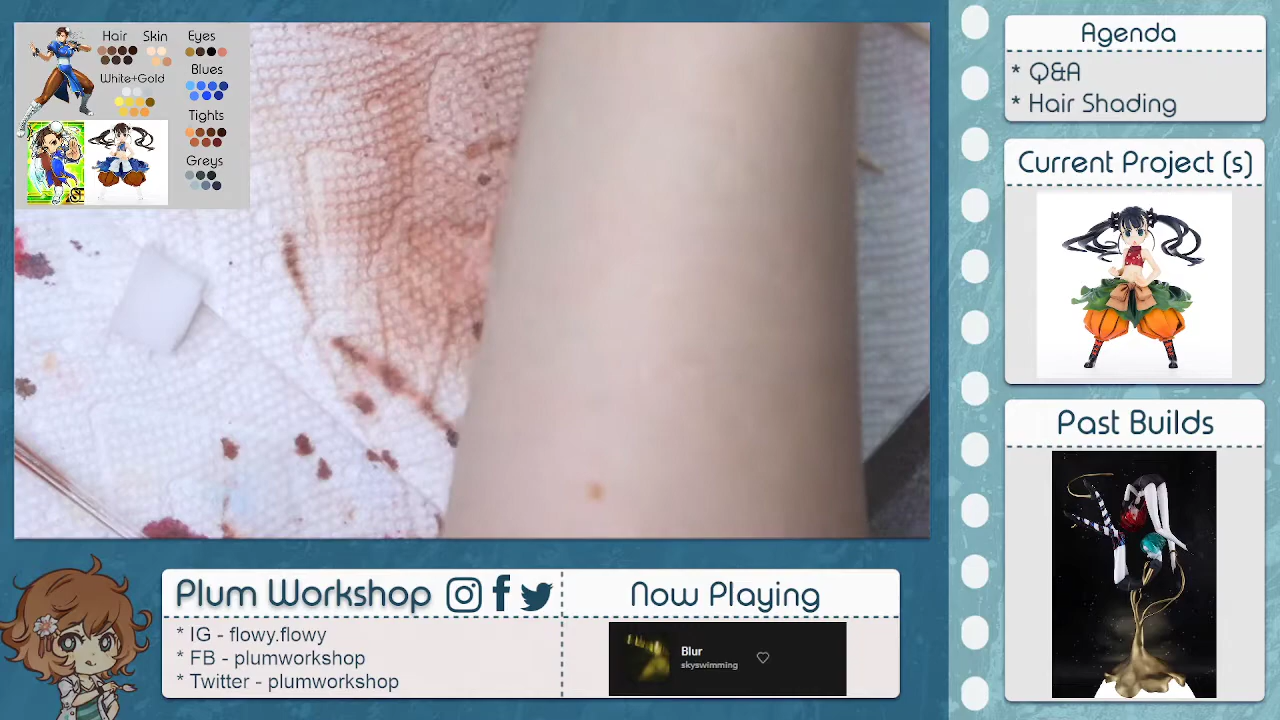 Hair
Skin
Eyes
White+Gold
Blues
Tights
Greys
Agenda
* Q&A
* Hair Shading
Current Project (s)
Past Builds
Plum Workshop
* IG - flowy.flowy
* FB - plumworkshop
* Twitter - plumworkshop
Now Playing
Blur
skyswimming